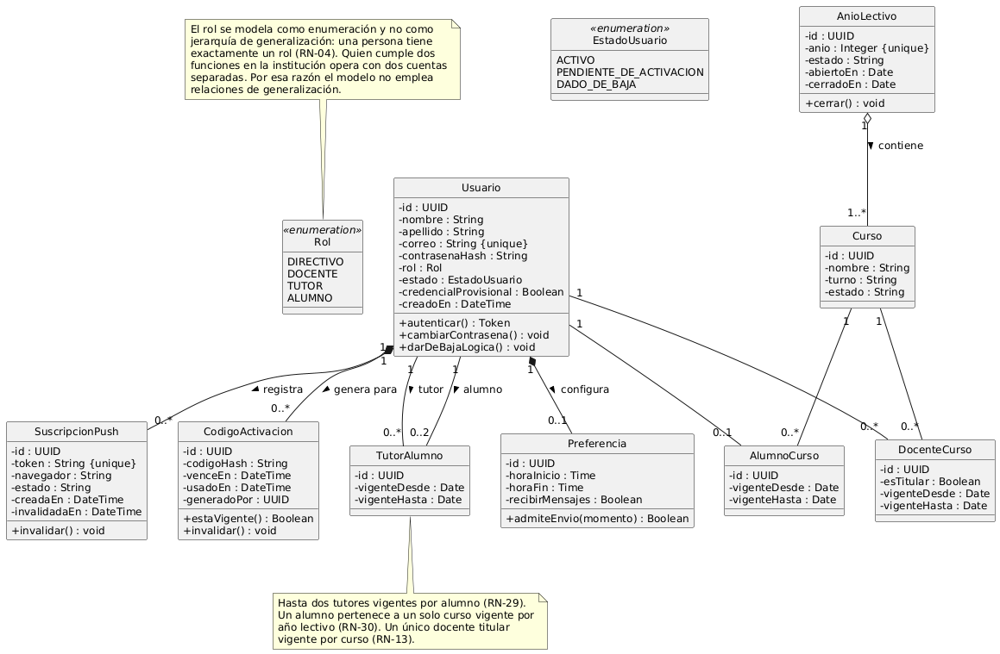 El rol se modela como enumeración y no como
jerarquía de generalización: una persona tiene
exactamente un rol (RN-04). Quien cumple dos
funciones en la institución opera con dos cuentas
separadas. Por esa razón el modelo no emplea
relaciones de generalización.
«enumeration»
EstadoUsuario
ACTIVO
PENDIENTE_DE_ACTIVACION
DADO_DE_BAJA
AnioLectivo
-id : UUID
-anio : Integer {unique}
-estado : String
-abiertoEn : Date
-cerradoEn : Date
+cerrar() : void
1
contiene
1..*
«enumeration»
Rol
DIRECTIVO
DOCENTE
TUTOR
ALUMNO
Usuario
-id : UUID
-nombre : String
-apellido : String
-correo : String {unique}
-contrasenaHash : String
-rol : Rol
-estado : EstadoUsuario
-credencialProvisional : Boolean
-creadoEn : DateTime
+autenticar() : Token
+cambiarContrasena() : void
+darDeBajaLogica() : void
Curso
-id : UUID
-nombre : String
-turno : String
-estado : String
1
1
1
1
1
1
1
1
1
registra
genera para
tutor
alumno
configura
0..*
0..*
0..*
0..2
0..1
0..1
0..*
0..*
0..*
SuscripcionPush
-id : UUID
-token : String {unique}
-navegador : String
-estado : String
-creadaEn : DateTime
-invalidadaEn : DateTime
+invalidar() : void
CodigoActivacion
-id : UUID
-codigoHash : String
-venceEn : DateTime
-usadoEn : DateTime
-generadoPor : UUID
+estaVigente() : Boolean
+invalidar() : void
TutorAlumno
-id : UUID
-vigenteDesde : Date
-vigenteHasta : Date
Preferencia
-id : UUID
-horaInicio : Time
-horaFin : Time
-recibirMensajes : Boolean
+admiteEnvio(momento) : Boolean
AlumnoCurso
-id : UUID
-vigenteDesde : Date
-vigenteHasta : Date
DocenteCurso
-id : UUID
-esTitular : Boolean
-vigenteDesde : Date
-vigenteHasta : Date
Hasta dos tutores vigentes por alumno (RN-29).
Un alumno pertenece a un solo curso vigente por
año lectivo (RN-30). Un único docente titular
vigente por curso (RN-13).